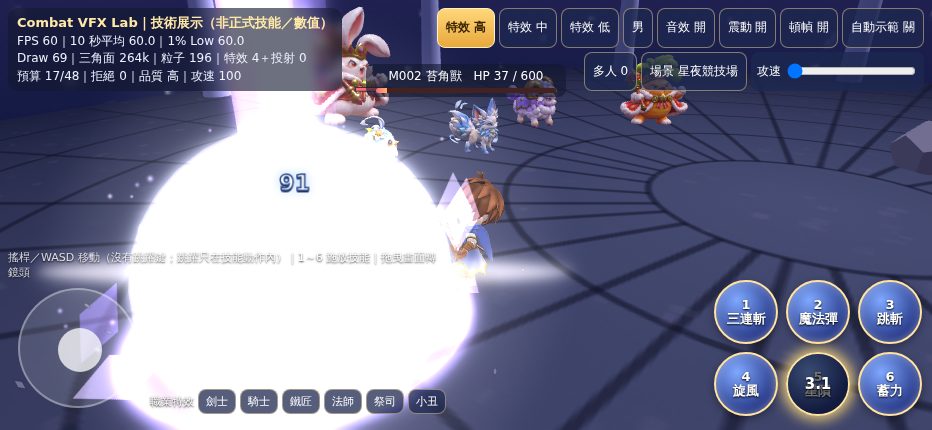 Combat VFX Lab｜技術展示（非正式技能／數值）
FPS 60｜10 秒平均 60.0｜1% Low 60.0
Draw 69｜三角面 264k｜粒子 196｜特效 4＋投射 0
預算 17/48｜拒絕 0｜品質 高｜攻速 100
特效 高
特效 中
特效 低
男
音效 開
震動 開
頓幀 開
自動示範 關
M002 苔角獸 HP 37 / 600
多人 0
場景 星夜競技場
攻速
91
搖桿／WASD 移動（沒有跳躍鍵；跳躍只在技能動作內）｜1～6 施放技能｜拖曳畫面轉
鏡頭
1
三連斬
2
魔法彈
3
跳斬
4
旋風
3.1
6
蓄力
職業特效
劍士
騎士
鐵匠
法師
祭司
小丑